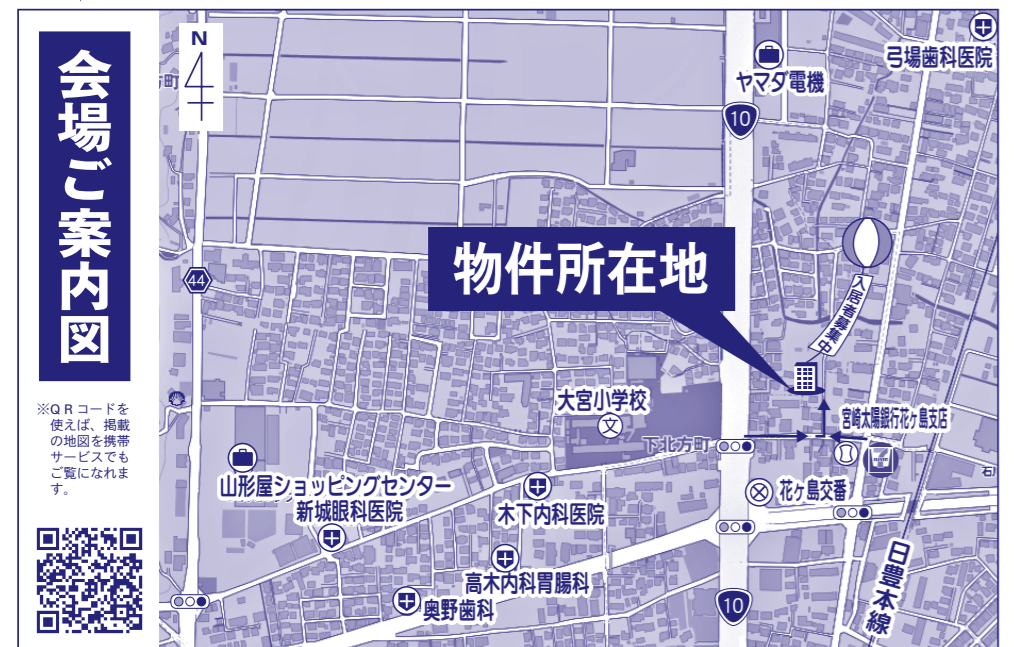 会場ご案内図
※QRコードを
使えば、掲載
の地図を携帯
サービスでも
ご覧になれま
す。
N
町
44
10
ヤマダ電機
弓場歯科医院
物件所在地
入居者募集中
大宮小学校
文
宮崎太陽銀行花ヶ島支店
下北方町
山形屋ショッピングセンター
新城眼科医院
木下内科医院
花ヶ島交番
高木内科胃腸科
奥野歯科
10
日豊本線
石